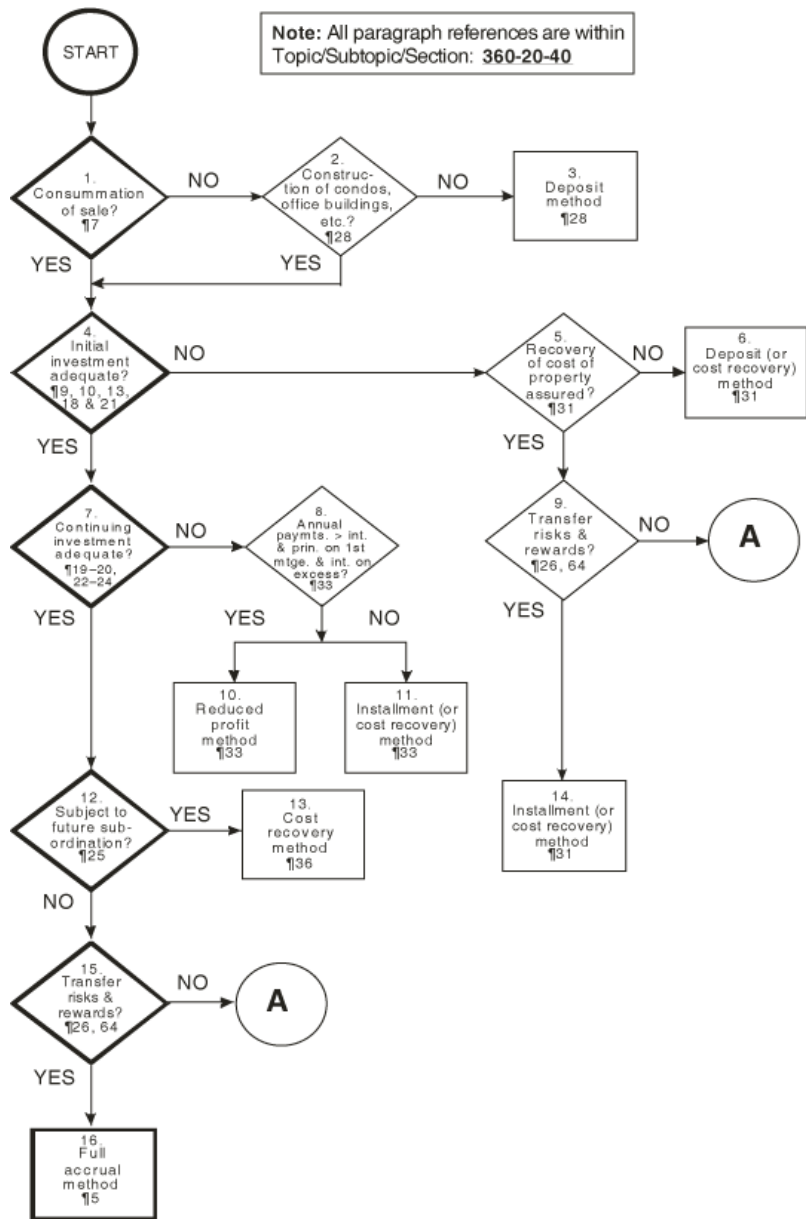 START
Note: All paragraph references are within
Topic/Subtopic/Section: 360-20-40
1.
Consummation
of sale?
¶7
NO
2.
Construc-
tion of condos,
office buildings,
etc.?
¶28
NO
3.
Deposit
method
¶28
YES
YES
4.
Initial
investment
adequate?
¶9, 10, 13,
18 & 21
NO
5.
Recovery
of cost of
property
assured?
¶31
NO
6.
Deposit (or
cost recovery)
method
¶31
YES
YES
7.
Continuing
investment
adequate?
¶19–20,
22–24
NO
8.
Annual
paymts. > int.
& prin. on 1st
mtge. & int. on
excess?
¶33
9.
Transfer
risks &
rewards?
¶26, 64
NO
A
YES
YES
NO
YES
10.
Reduced
profit
method
¶33
11.
Installment (or
cost recovery)
method
¶33
12.
Subject to
future sub-
ordination?
¶25
YES
13.
Cost
recovery
method
¶36
14.
Installment (or
cost recovery)
method
¶31
NO
15.
Transfer
risks &
rewards?
¶26, 64
NO
A
YES
16.
Full
accrual
method
¶5